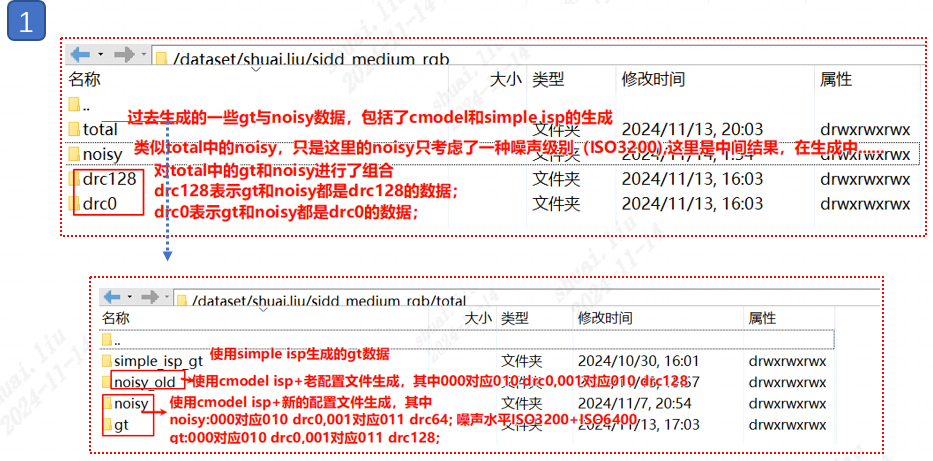 1
/dataset/shuai.liu/sidd_medium_rgb
名称 大小 类型 修改时间 属性
..
过去生成的一些gt与noisy数据，包括了cmodel和simple isp的生成
total 文件夹 2024/11/13, 20:03 drwxrwxrwx
类似total中的noisy，只是这里的noisy只考虑了一种噪声级别（ISO3200),这里是中间结果，在生成中......
noisy 文件夹 2024/11/14, 1:54 drwxrwxrwx
对total中的gt和noisy进行了组合
drc128 文件夹 2024/11/13, 16:03 drwxrwxrwx
drc128表示gt和noisy都是drc128的数据；
drc0 文件夹 2024/11/13, 16:03 drwxrwxrwx
drc0表示gt和noisy都是drc0的数据；
/dataset/shuai.liu/sidd_medium_rgb/total
名称 大小 类型 修改时间 属性
..
使用simple isp生成的gt数据
simple_isp_gt 文件夹 2024/10/30, 16:01 drwxrwxrwx
noisy_old 文件夹 drwxrwxrwx
使用cmodel isp+老配置文件生成，其中000对应010 drc0,001对应010 drc128;
noisy 文件夹 2024/11/7, 20:54 drwxrwxrwx
使用cmodel isp+新的配置文件生成，其中
noisy:000对应010 drc0,001对应011 drc64; 噪声水平ISO3200+ISO6400
gt 文件夹 2024/11/13, 17:03 drwxrwxrwx
gt:000对应010 drc0,001对应011 drc128;
shuai.liu
2024-11-14